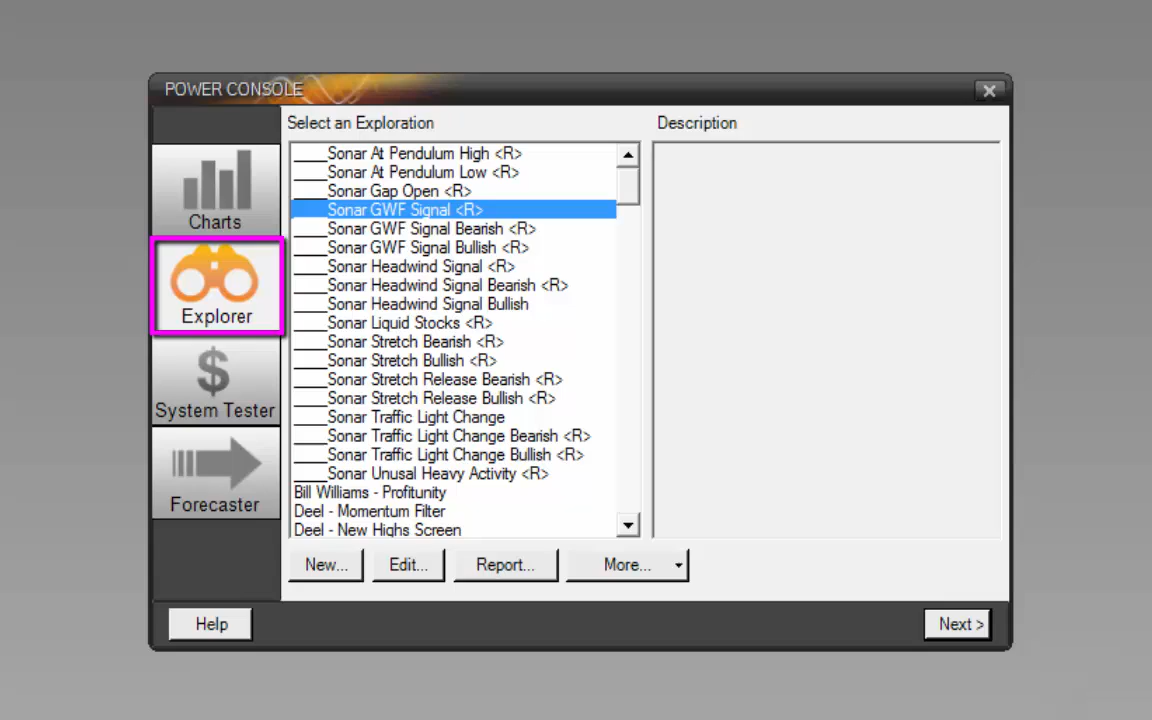 POWER CONSOLE
Select an Exploration
Description
Charts
Explorer
System Tester
Forecaster
____Sonar At Pendulum High <R>
____Sonar At Pendulum Low <R>
____Sonar Gap Open <R>
____Sonar GWF Signal <R>
____Sonar GWF Signal Bearish <R>
____Sonar GWF Signal Bullish <R>
____Sonar Headwind Signal <R>
____Sonar Headwind Signal Bearish <R>
____Sonar Headwind Signal Bullish
____Sonar Liquid Stocks <R>
____Sonar Stretch Bearish <R>
____Sonar Stretch Bullish <R>
____Sonar Stretch Release Bearish <R>
____Sonar Stretch Release Bullish <R>
____Sonar Traffic Light Change
____Sonar Traffic Light Change Bearish <R>
____Sonar Traffic Light Change Bullish <R>
____Sonar Unusal Heavy Activity <R>
Bill Williams - Profitunity
Deel - Momentum Filter
Deel - New Highs Screen
New... Edit... Report... More...
Help Next >